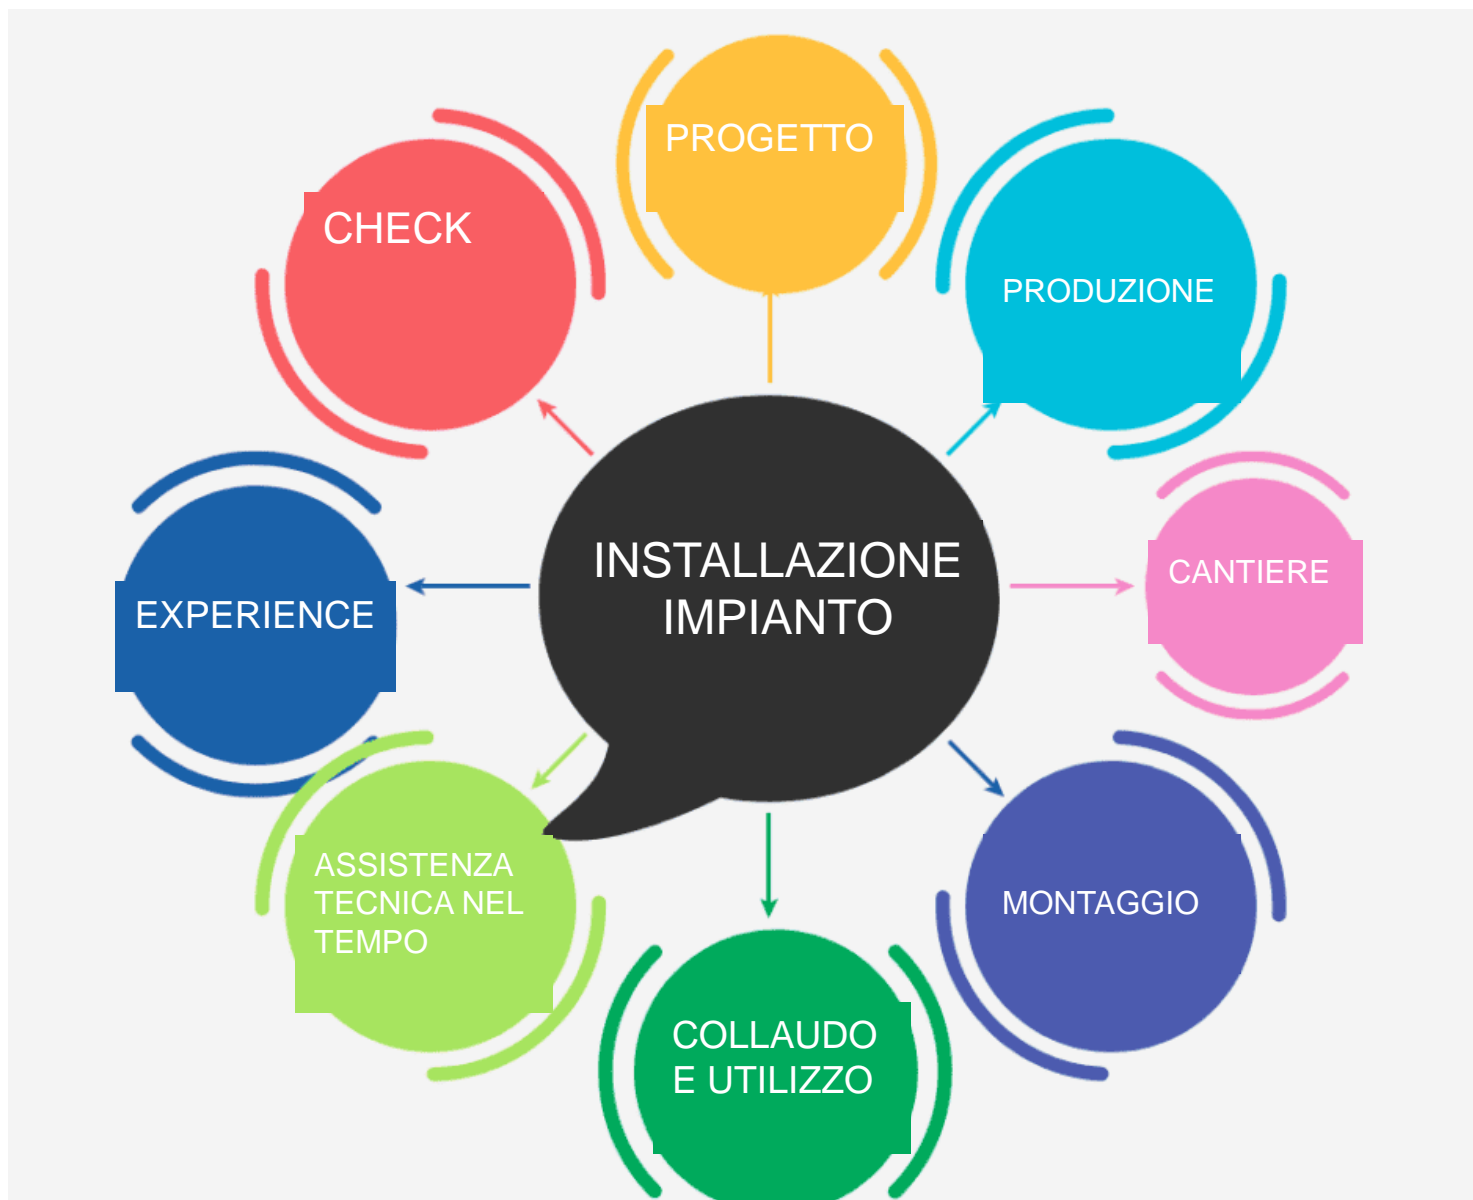 PROGETTO
CHECK
PRODUZIONE
INSTALLAZIONE
IMPIANTO
CANTIERE
EXPERIENCE
ASSISTENZA
TECNICA NEL
TEMPO
MONTAGGIO
COLLAUDO
E UTILIZZO